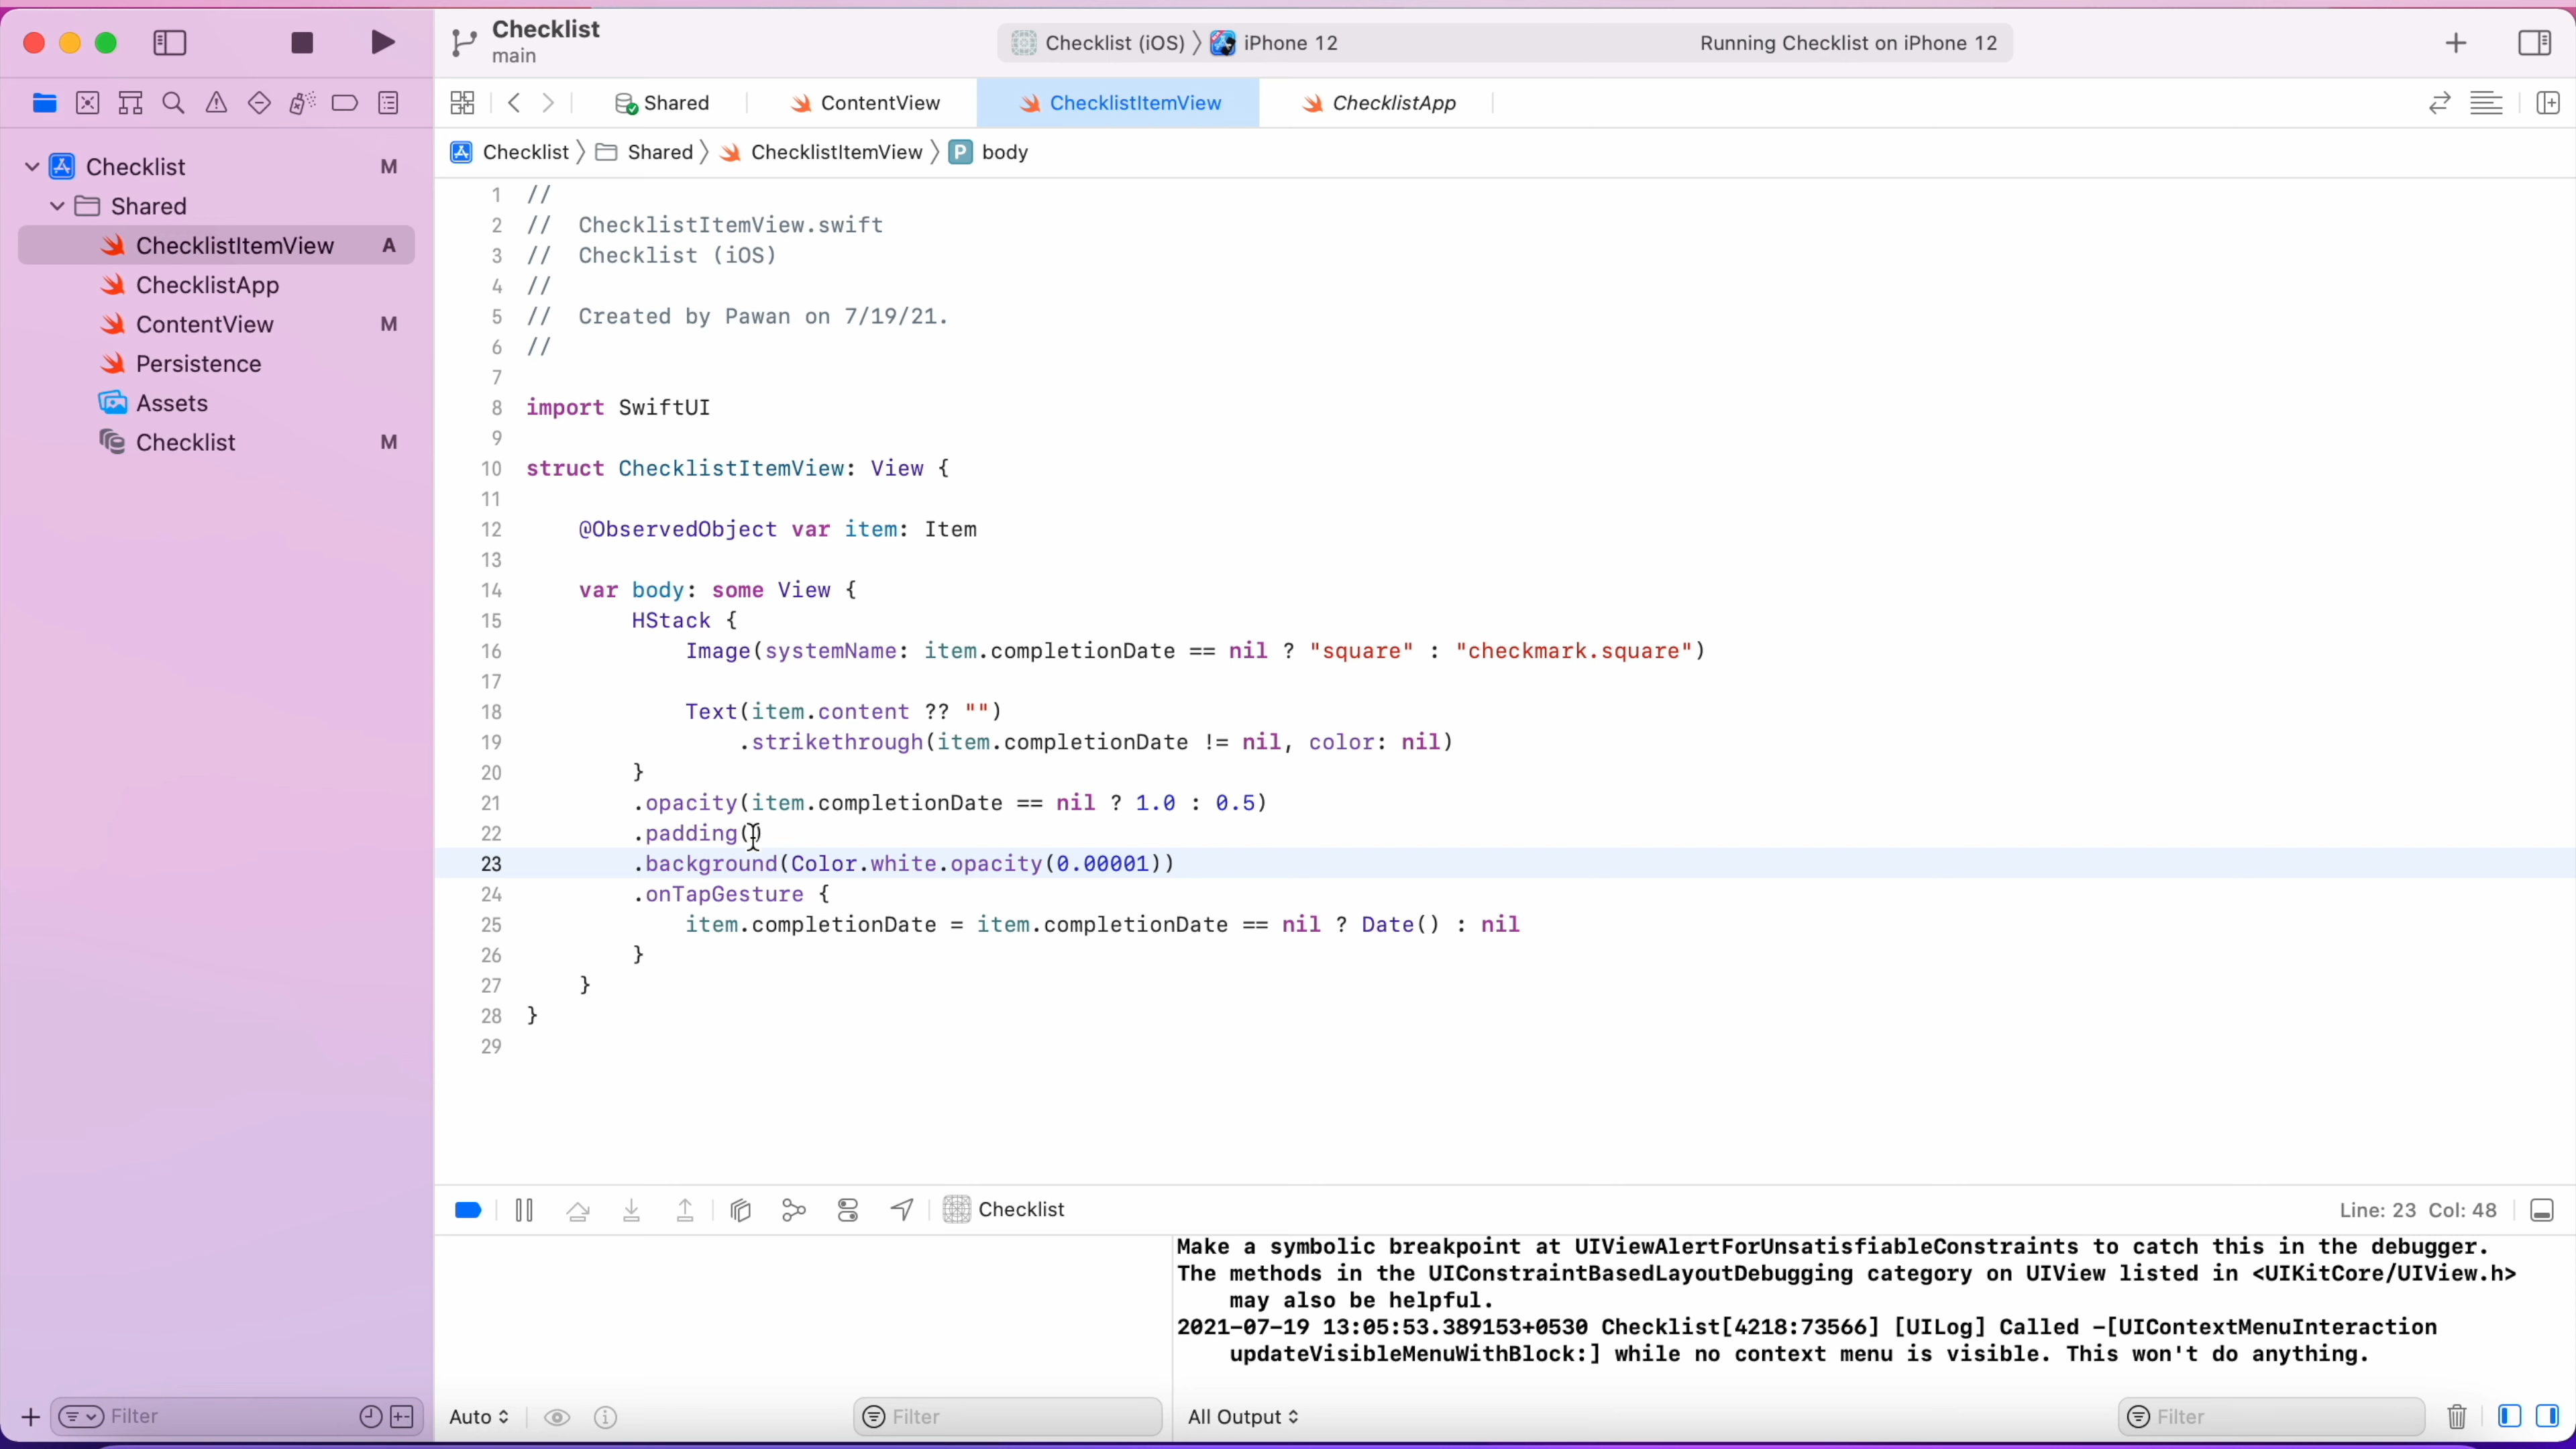 Checklist
main
Checklist (iOS) 〉 iPhone 12
Running Checklist on iPhone 12
Shared
ContentView
ChecklistItemView
ChecklistApp
Checklist 〉 Shared 〉 ChecklistItemView 〉 P body
Checklist M
Shared
ChecklistItemView A
ChecklistApp
ContentView M
Persistence
Assets
Checklist M
1 //
2 //  ChecklistItemView.swift
3 //  Checklist (iOS)
4 //
5 //  Created by Pawan on 7/19/21.
6 //
7
8 import SwiftUI
9
10 struct ChecklistItemView: View {
11
12     @ObservedObject var item: Item
13
14     var body: some View {
15         HStack {
16             Image(systemName: item.completionDate == nil ? "square" : "checkmark.square")
17
18             Text(item.content ?? "")
19                 .strikethrough(item.completionDate != nil, color: nil)
20         }
21         .opacity(item.completionDate == nil ? 1.0 : 0.5)
22         .padding()
23         .background(Color.white.opacity(0.00001))
24         .onTapGesture {
25             item.completionDate = item.completionDate == nil ? Date() : nil
26         }
27     }
28 }
29
Checklist
Line: 23 Col: 48
Make a symbolic breakpoint at UIViewAlertForUnsatisfiableConstraints to catch this in the debugger.
The methods in the UIConstraintBasedLayoutDebugging category on UIView listed in <UIKitCore/UIView.h>
may also be helpful.
2021-07-19 13:05:53.389153+0530 Checklist[4218:73566] [UILog] Called -[UIContextMenuInteraction
updateVisibleMenuWithBlock:] while no context menu is visible. This won't do anything.
Filter
Auto
Filter
All Output
Filter